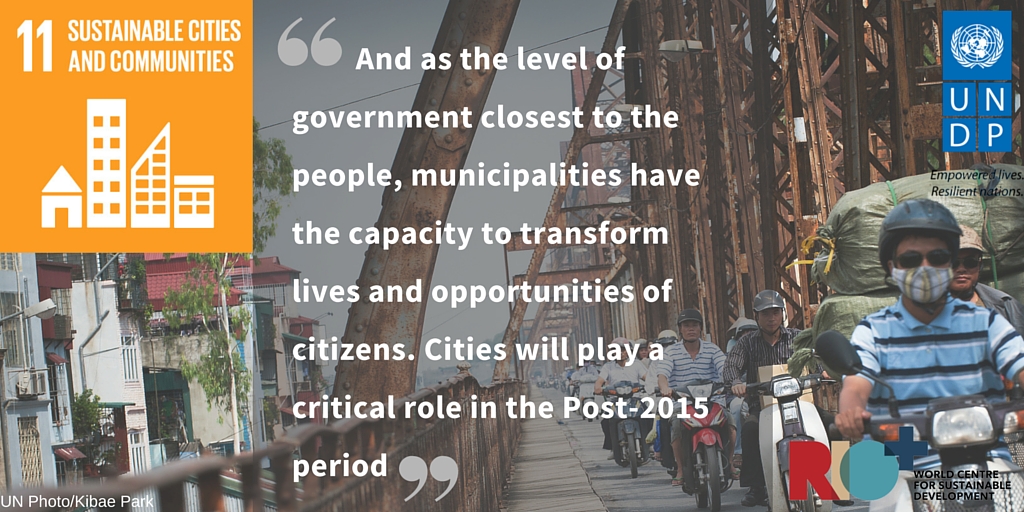 11 SUSTAINABLE CITIES
AND COMMUNITIES
“ And as the level of
government closest to the
people, municipalities have
the capacity to transform
lives and opportunities of
citizens. Cities will play a
critical role in the Post-2015
period ”
U N
D P
Empowered lives.
Resilient nations.
RIO+
WORLD CENTRE
FOR SUSTAINABLE
DEVELOPMENT
UN Photo/Kibae Park